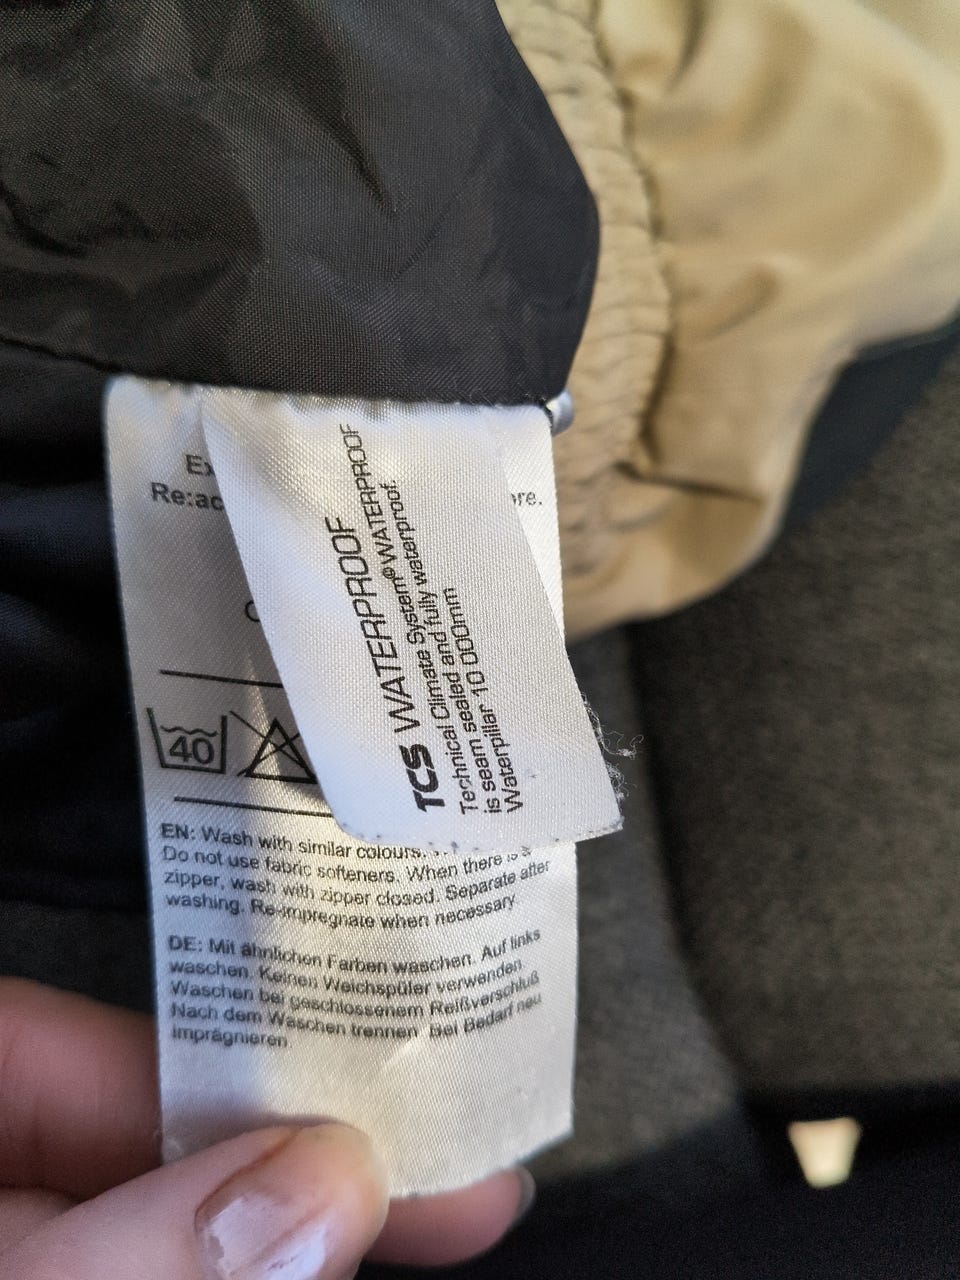 Re:ac
re.
TCS WATERPROOF
Technical Climate System®WATERPROOF
is seam sealed and fully waterproof.
Waterpillar 10 000mm
40
EN: Wash with similar colours.
Do not use fabric softeners. When there is a
zipper, wash with zipper closed. Separate after
washing. Re-impregnate when necessary.
DE: Mit ähnlichen Farben waschen. Auf links
waschen. Keinen Weichspüler verwenden
Waschen bei geschlossenem Reißverschluß
Nach dem Waschen trennen. Bei Bedarf neu
imprägnieren.